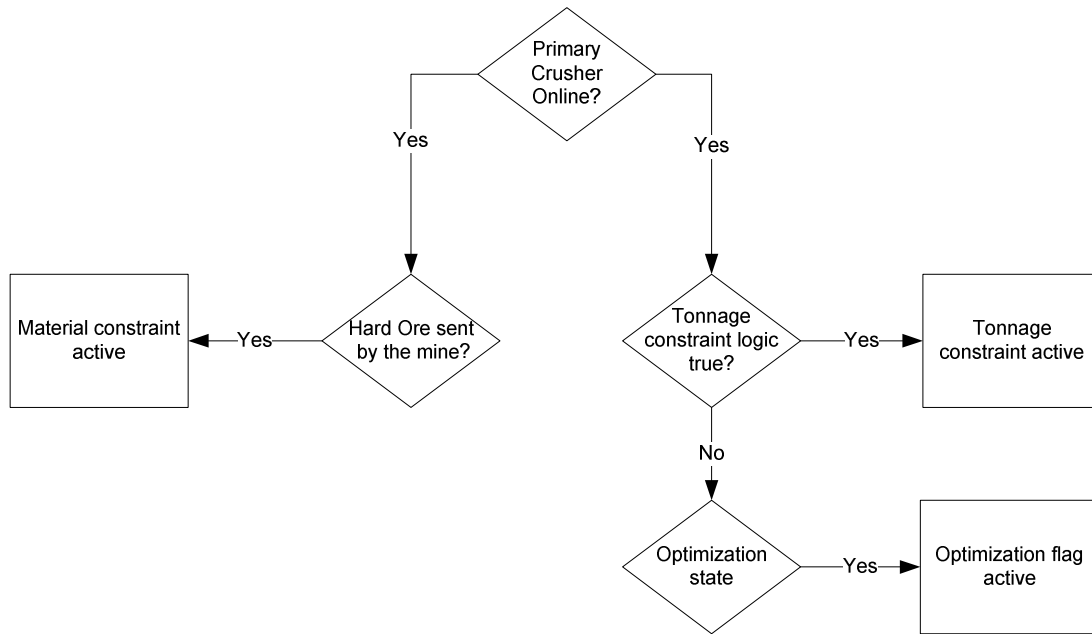 Primary
Crusher
Online?
Yes
Yes
Material constraint
active
Yes
Hard Ore sent
by the mine?
Tonnage
constraint logic
true?
Yes
Tonnage
constraint active
No
Optimization
state
Yes
Optimization flag
active